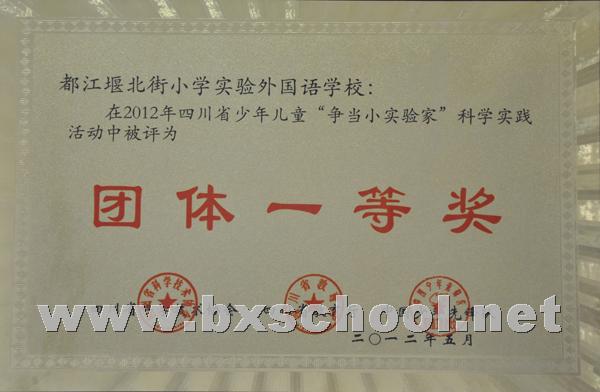 都江堰北街小学实验外国语学校:
在2012年四川省少年儿童“争当小实验家”科学实践
活动中被评为
团体一等奖
www.bxschool.net
二〇一二年五月